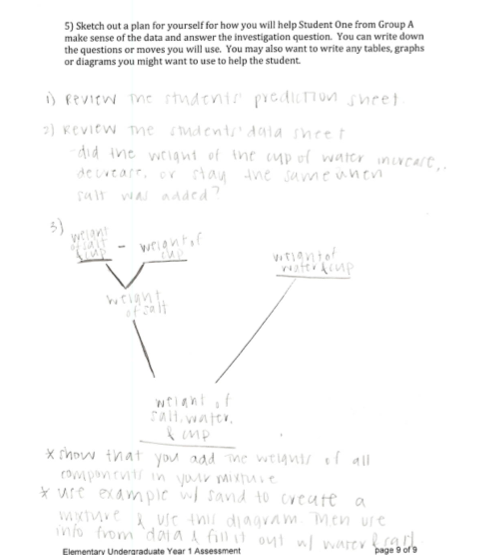 5) Sketch out a plan for yourself for how you will help Student One from Group A
make sense of the data and answer the investigation question. You can write down
the questions or moves you will use. You may also want to write any tables, graphs
or diagrams you might want to use to help the student.
1) Review the students' prediction sheet.
2) Review the students' data sheet
- did the weight of the cup of water increase,
decrease, or stay the same when
salt was added?
3)
weight of salt & cup - weight of cup
weight of water & cup
weight of salt
weight of
salt, water,
& cup
* show that you add the weights of all
components in your mixture
* use example w/ sand to create a
mixture & use this diagram. Then use
info from data & fill it out w/ water &
Elementary Undergraduate Year 1 Assessment page 9 of 9